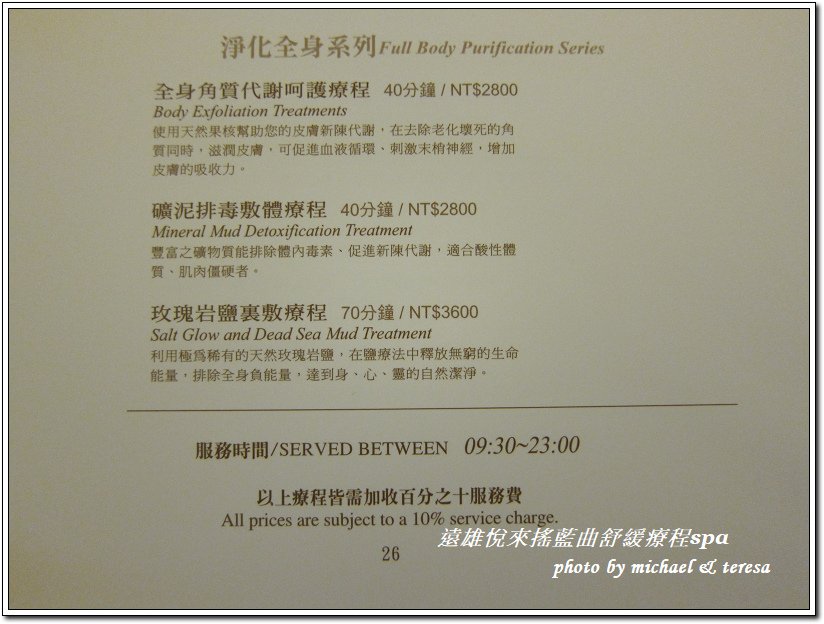 淨化全身系列Full Body Purification Series
全身角質代謝呵護療程 40分鐘 / NT$2800
Body Exfoliation Treatments
使用天然果核幫助您的皮膚新陳代謝，在去除老化壞死的角
質同時，滋潤皮膚，可促進血液循環、刺激末梢神經，增加
皮膚的吸收力。
礦泥排毒敷體療程 40分鐘 / NT$2800
Mineral Mud Detoxification Treatment
豐富之礦物質能排除體內毒素、促進新陳代謝，適合酸性體
質、肌肉僵硬者。
玫瑰岩鹽裏敷療程 70分鐘 / NT$3600
Salt Glow and Dead Sea Mud Treatment
利用極為稀有的天然玫瑰岩鹽，在鹽療法中釋放無窮的生命
能量，排除全身負能量，達到身、心、靈的自然潔淨。
服務時間/SERVED BETWEEN 09:30~23:00
以上療程皆需加收百分之十服務費
All prices are subject to a 10% service charge.
遠雄悅來搖籃曲舒緩療程spa
26
photo by michael & teresa